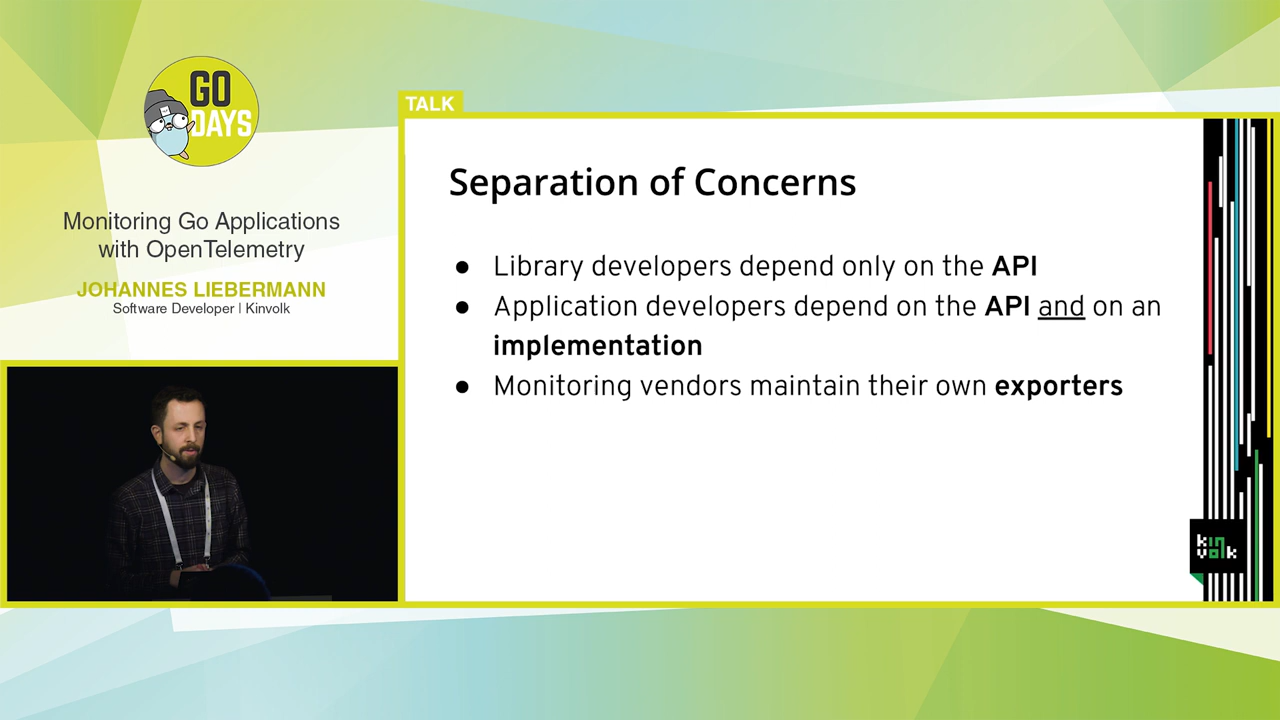 GO
DAYS
TALK
Monitoring Go Applications
with OpenTelemetry
JOHANNES LIEBERMANN
Software Developer | Kinvolk
Separation of Concerns
● Library developers depend only on the API
● Application developers depend on the API and on an
implementation
● Monitoring vendors maintain their own exporters
kin
volk